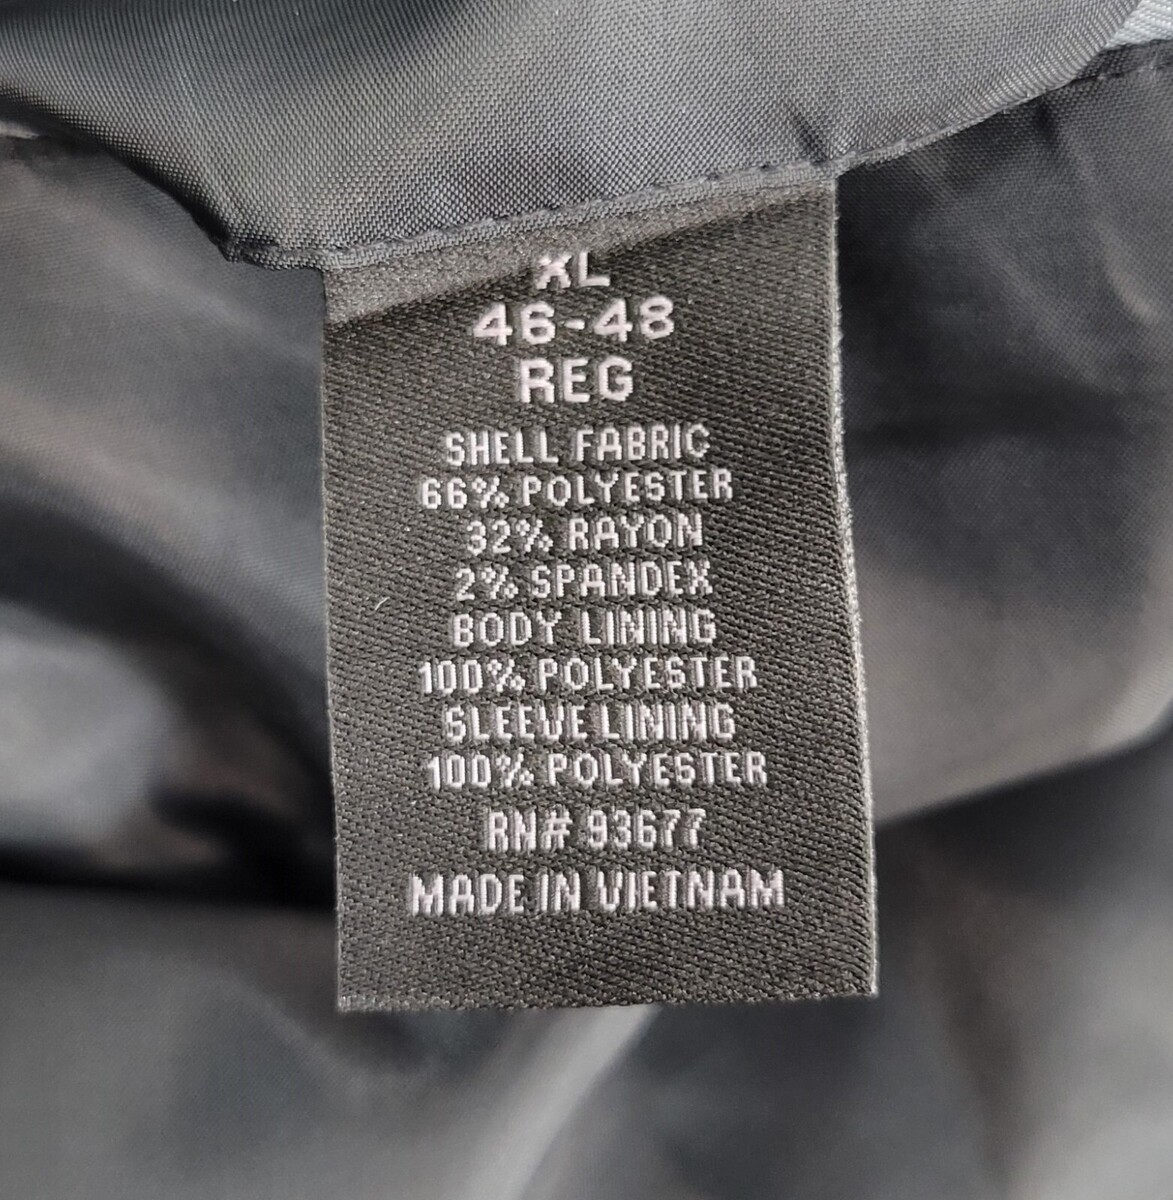 XL
46-48
REG
SHELL FABRIC
66% POLYESTER
32% RAYON
2% SPANDEX
BODY LINING
100% POLYESTER
SLEEVE LINING
100% POLYESTER
RN# 93677
MADE IN VIETNAM